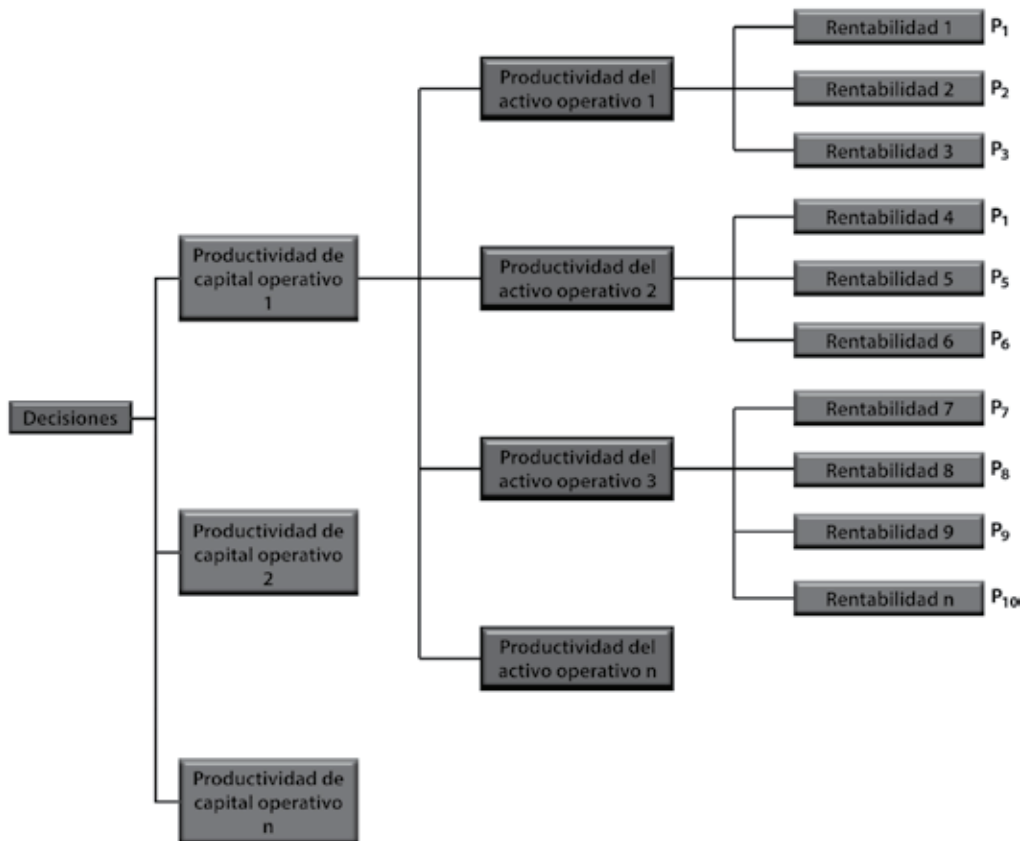 Decisiones
Productividad de
capital operativo
1
Productividad de
capital operativo
2
Productividad de
capital operativo
n
Productividad del
activo operativo 1
Productividad del
activo operativo 2
Productividad del
activo operativo 3
Productividad del
activo operativo n
Rentabilidad 1 P₁
Rentabilidad 2 P₂
Rentabilidad 3 P₃
Rentabilidad 4 P₁
Rentabilidad 5 P₅
Rentabilidad 6 P₆
Rentabilidad 7 P₇
Rentabilidad 8 P₈
Rentabilidad 9 P₉
Rentabilidad n P₁₀